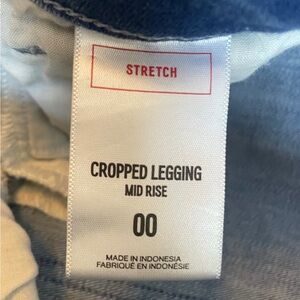 STRETCH
CROPPED LEGGING
MID RISE
00
MADE IN INDONESIA
FABRIQUÉ EN INDONÉSIE